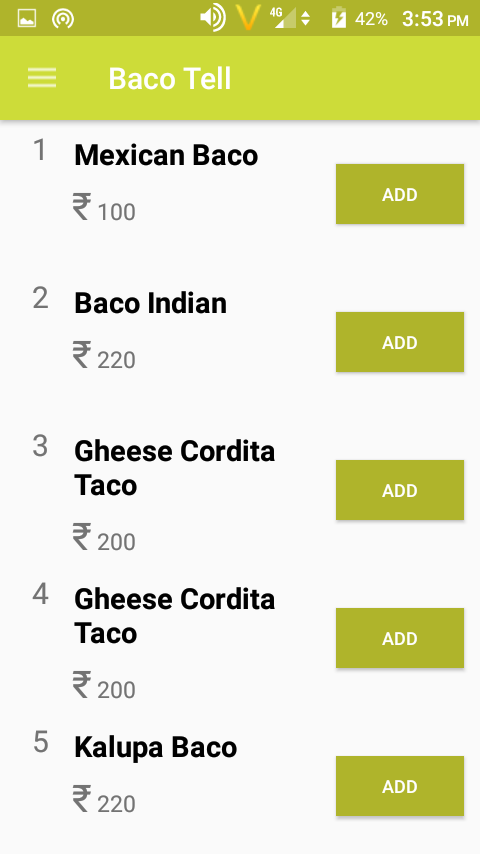 4G 42% 3:53 PM
Baco Tell
1 Mexican Baco
₹ 100
ADD
2 Baco Indian
₹ 220
ADD
3 Gheese Cordita
Taco
₹ 200
ADD
4 Gheese Cordita
Taco
₹ 200
ADD
5 Kalupa Baco
₹ 220
ADD